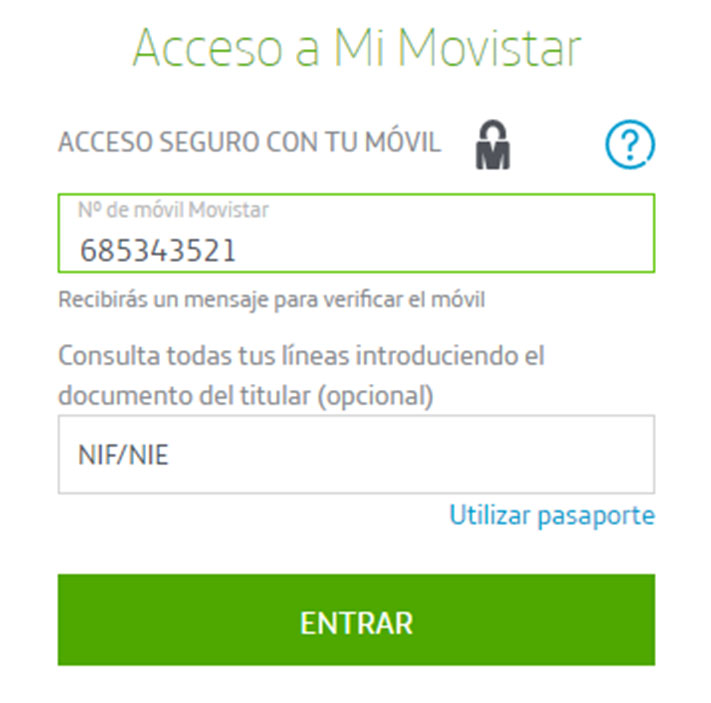 Acceso a Mi Movistar
ACCESO SEGURO CON TU MÓVIL
Nº de móvil Movistar
685343521
Recibirás un mensaje para verificar el móvil
Consulta todas tus líneas introduciendo el
documento del titular (opcional)
NIF/NIE
Utilizar pasaporte
ENTRAR